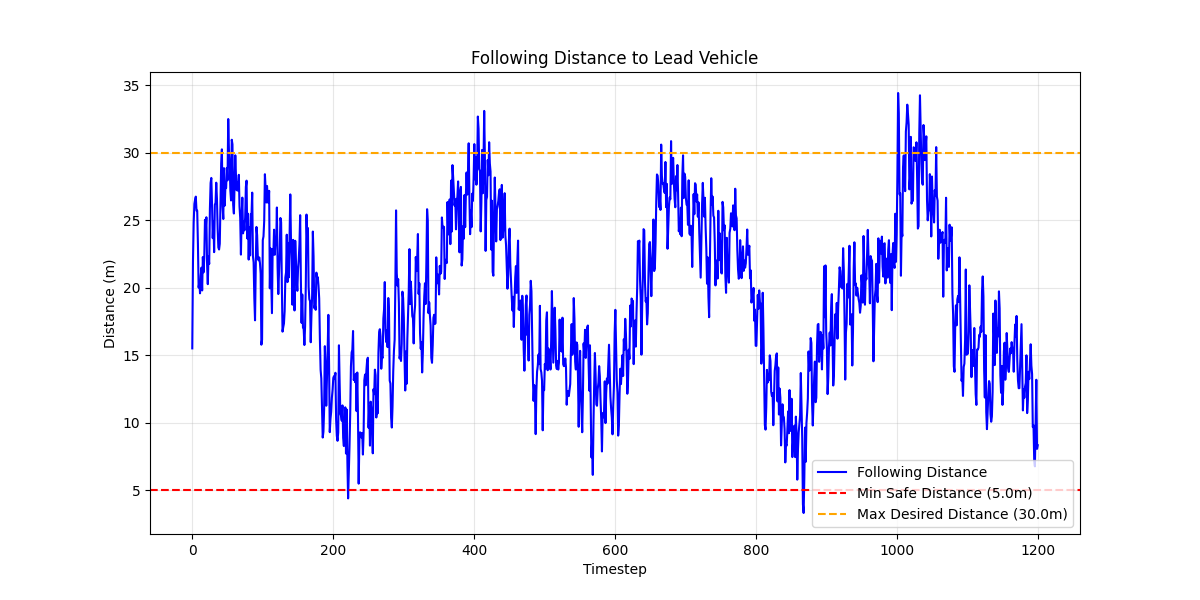 Following Distance to Lead Vehicle
35
30
25
20
15
10
5
Distance (m)
0
200
400
600
800
1000
1200
Timestep
Following Distance
Min Safe Distance (5.0m)
Max Desired Distance (30.0m)